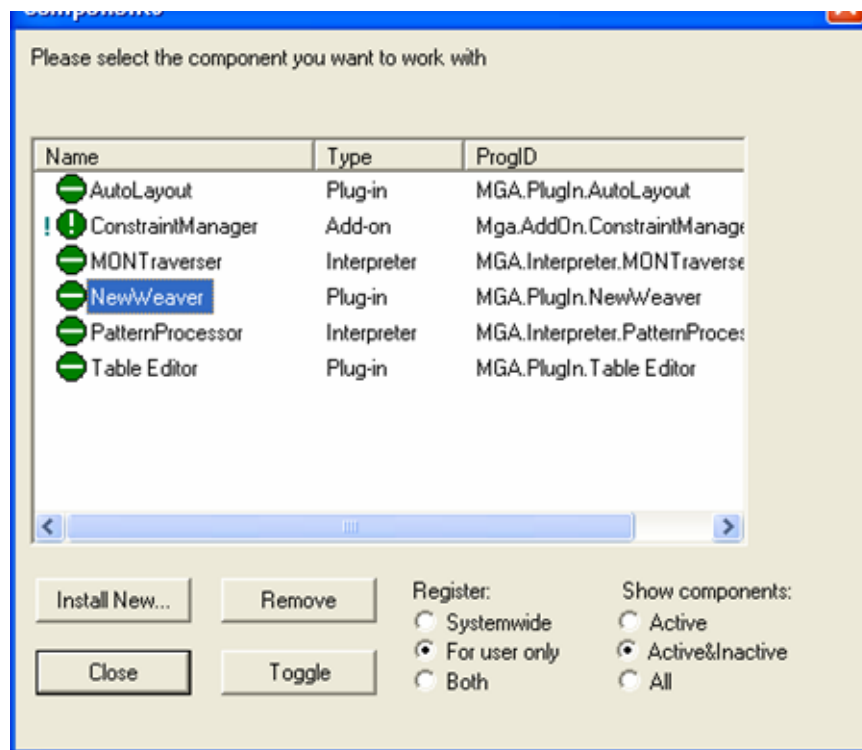 Components
Please select the component you want to work with
Name Type ProgID
AutoLayout Plug-in MGA.PlugIn.AutoLayout
! ConstraintManager Add-on Mga.AddOn.ConstraintManage
MONTraverser Interpreter MGA.Interpreter.MONTraverse
NewWeaver Plug-in MGA.PlugIn.NewWeaver
PatternProcessor Interpreter MGA.Interpreter.PatternProces
Table Editor Plug-in MGA.PlugIn.Table Editor
Install New... Remove Register: Show components:
Systemwide Active
For user only Active&Inactive
Close Toggle Both All